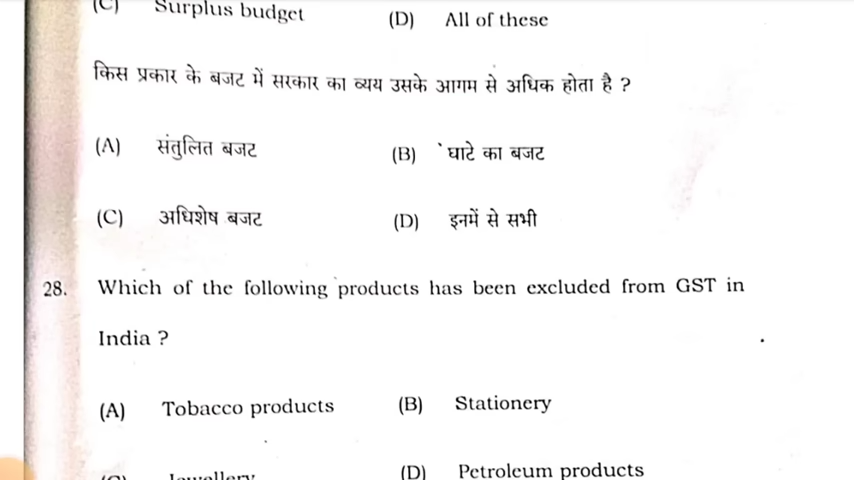 (C) Surplus budget (D) All of these
किस प्रकार के बजट में सरकार का व्यय उसके आगम से अधिक होता है ?
(A) संतुलित बजट (B) घाटे का बजट
(C) अधिशेष बजट (D) इनमें से सभी
28. Which of the following products has been excluded from GST in
India ?
(A) Tobacco products (B) Stationery
(C) Jewellery (D) Petroleum products